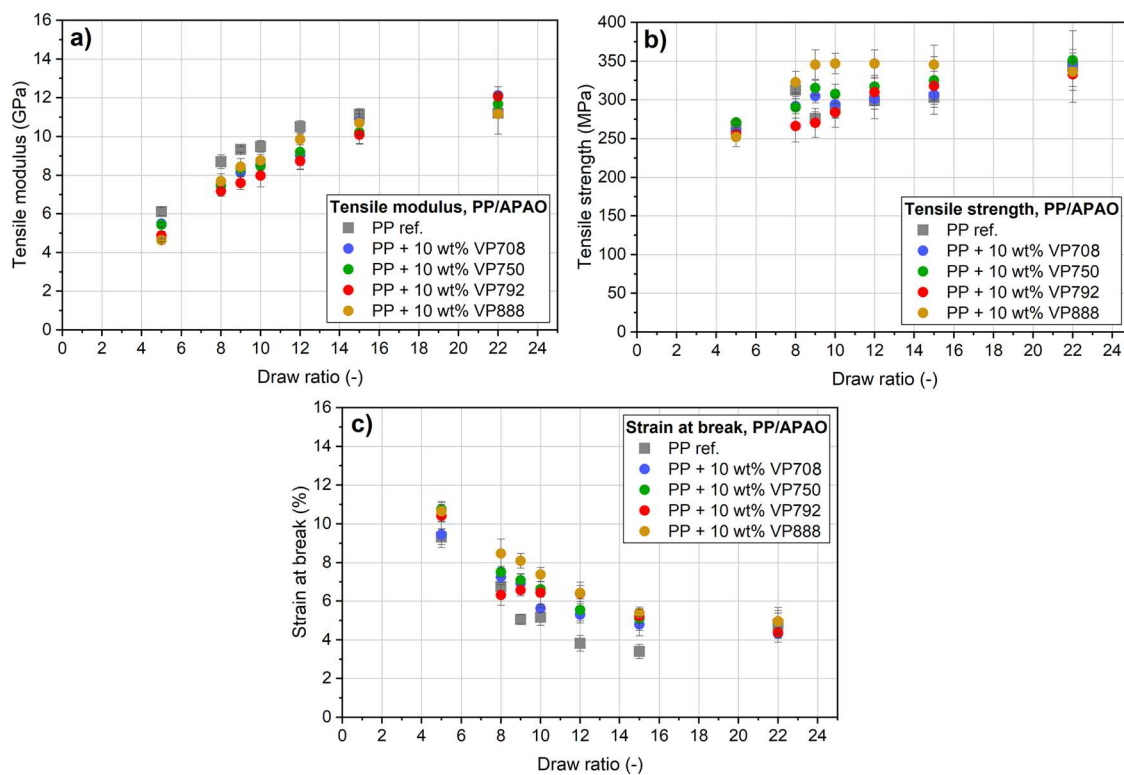 a)
Tensile modulus (GPa)
16
14
12
10
8
6
4
2
0
Tensile modulus, PP/APAO
PP ref.
PP + 10 wt% VP708
PP + 10 wt% VP750
PP + 10 wt% VP792
PP + 10 wt% VP888
0 2 4 6 8 10 12 14 16 18 20 22 24
Draw ratio (-)
b)
Tensile strength (MPa)
400
350
300
250
200
150
100
50
0
Tensile strength, PP/APAO
PP ref.
PP + 10 wt% VP708
PP + 10 wt% VP750
PP + 10 wt% VP792
PP + 10 wt% VP888
0 2 4 6 8 10 12 14 16 18 20 22 24
Draw ratio (-)
c)
Strain at break (%)
16
14
12
10
8
6
4
2
0
Strain at break, PP/APAO
PP ref.
PP + 10 wt% VP708
PP + 10 wt% VP750
PP + 10 wt% VP792
PP + 10 wt% VP888
0 2 4 6 8 10 12 14 16 18 20 22 24
Draw ratio (-)